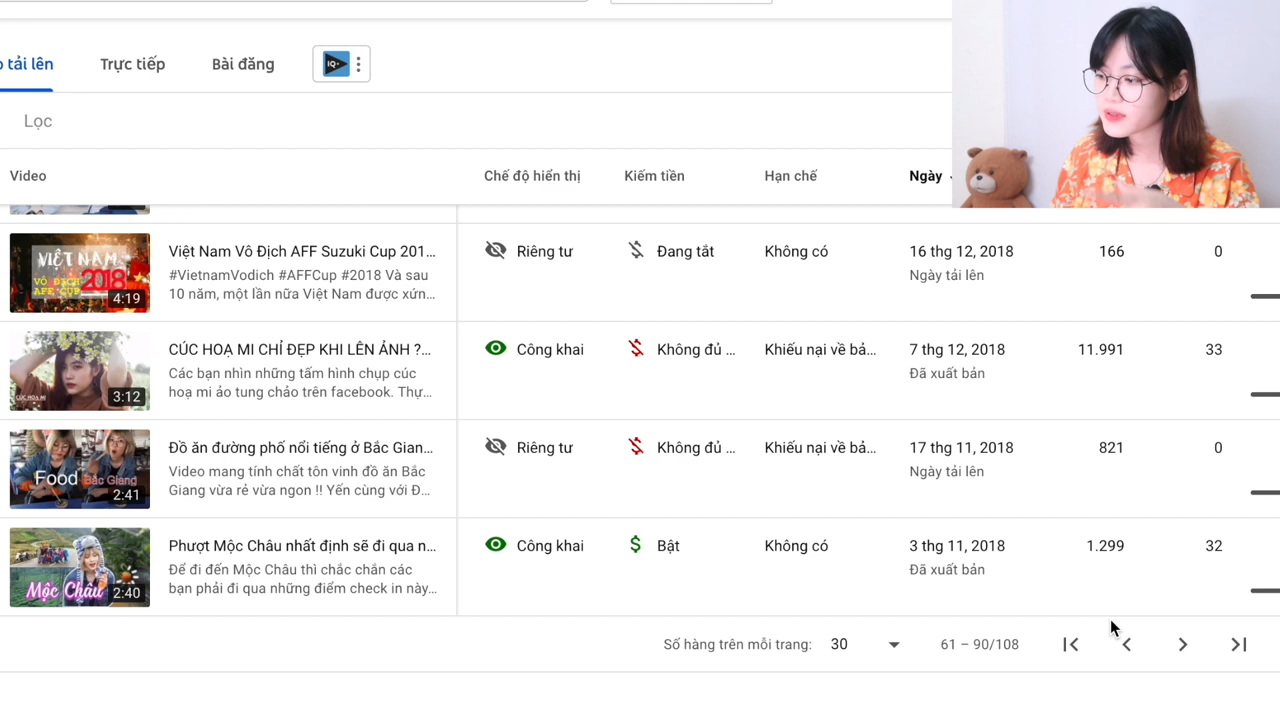 tải lên
Trực tiếp
Bài đăng
IQ+
Lọc
Video
Chế độ hiển thị
Kiếm tiền
Hạn chế
Ngày
VIỆT NAM
2018
VÔ ĐỊCH
AFF CUP
4:19
Việt Nam Vô Địch AFF Suzuki Cup 201...
#VietnamVodich #AFFCup #2018 Và sau
10 năm, một lần nữa Việt Nam được xứn...
Riêng tư
Đang tắt
Không có
16 thg 12, 2018
Ngày tải lên
166
0
CÚC HOẠ MI
3:12
CÚC HOẠ MI CHỈ ĐẸP KHI LÊN ẢNH ?...
Các bạn nhìn những tấm hình chụp cúc
hoạ mi ảo tung chảo trên facebook. Thự...
Công khai
Không đủ ...
Khiếu nại về bả...
7 thg 12, 2018
Đã xuất bản
11.991
33
Food Bắc Giang
2:41
Đồ ăn đường phố nổi tiếng ở Bắc Gian...
Video mang tính chất tôn vinh đồ ăn Bắc
Giang vừa rẻ vừa ngon !! Yến cùng với Đ...
Riêng tư
Không đủ ...
Khiếu nại về bả...
17 thg 11, 2018
Ngày tải lên
821
0
Mộc Châu
2:40
Phượt Mộc Châu nhất định sẽ đi qua n...
Để đi đến Mộc Châu thì chắc chắn các
bạn phải đi qua những điểm check in này...
Công khai
Bật
Không có
3 thg 11, 2018
Đã xuất bản
1.299
32
Số hàng trên mỗi trang: 30
61 – 90/108